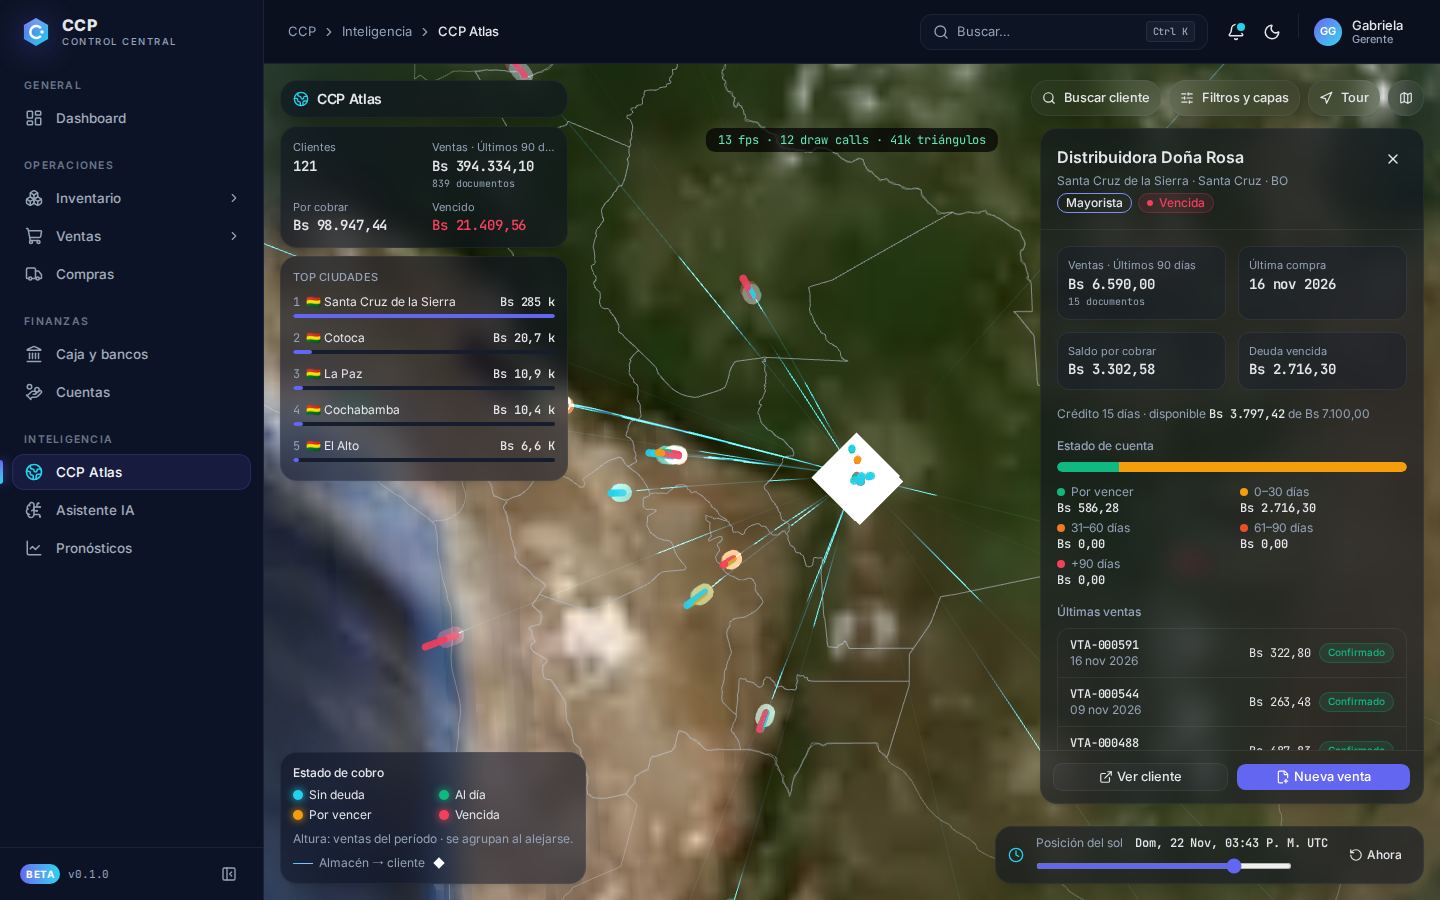 CCP
CONTROL CENTRAL
GENERAL
Dashboard
OPERACIONES
Inventario
Ventas
Compras
FINANZAS
Caja y bancos
Cuentas
INTELIGENCIA
CCP Atlas
Asistente IA
Pronósticos
BETA v0.1.0
CCP > Inteligencia > CCP Atlas
Buscar... Ctrl K
GG
Gabriela
Gerente
CCP Atlas
Clientes
121
Ventas · Últimos 90 d...
Bs 394.334,10
839 documentos
Por cobrar
Bs 98.947,44
Vencido
Bs 21.409,56
TOP CIUDADES
1 Santa Cruz de la Sierra Bs 285 k
2 Cotoca Bs 20,7 k
3 La Paz Bs 10,9 k
4 Cochabamba Bs 10,4 k
5 El Alto Bs 6,6 K
13 fps · 12 draw calls · 41k triángulos
Buscar cliente
Filtros y capas
Tour
Distribuidora Doña Rosa
Santa Cruz de la Sierra · Santa Cruz · BO
Mayorista
Vencida
Ventas · Últimos 90 días
Bs 6.590,00
15 documentos
Última compra
16 nov 2026
Saldo por cobrar
Bs 3.302,58
Deuda vencida
Bs 2.716,30
Crédito 15 días · disponible Bs 3.797,42 de Bs 7.100,00
Estado de cuenta
Por vencer
Bs 586,28
0–30 días
Bs 2.716,30
31–60 días
Bs 0,00
61–90 días
Bs 0,00
+90 días
Bs 0,00
Últimas ventas
VTA-000591
16 nov 2026
Bs 322,80 Confirmado
VTA-000544
09 nov 2026
Bs 263,48 Confirmado
VTA-000488
Bs 487,83 Confirmado
Ver cliente
Nueva venta
Estado de cobro
Sin deuda
Al día
Por vencer
Vencida
Altura: ventas del período · se agrupan al alejarse.
Almacén → cliente
Posición del sol Dom, 22 Nov, 03:43 P. M. UTC
Ahora